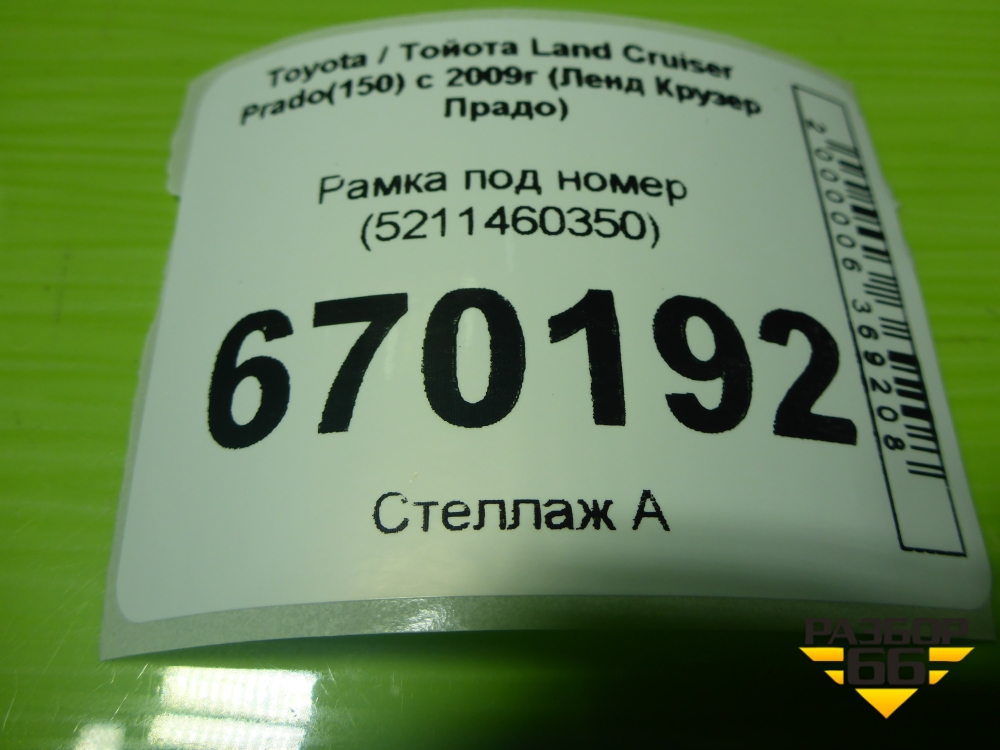 Toyota / Тойота Land Cruiser
Prado(150) с 2009г (Ленд Крузер
Прадо)
Рамка под номер
(5211460350)
670192
Стеллаж А
2000006369208
РАЗБОР
66